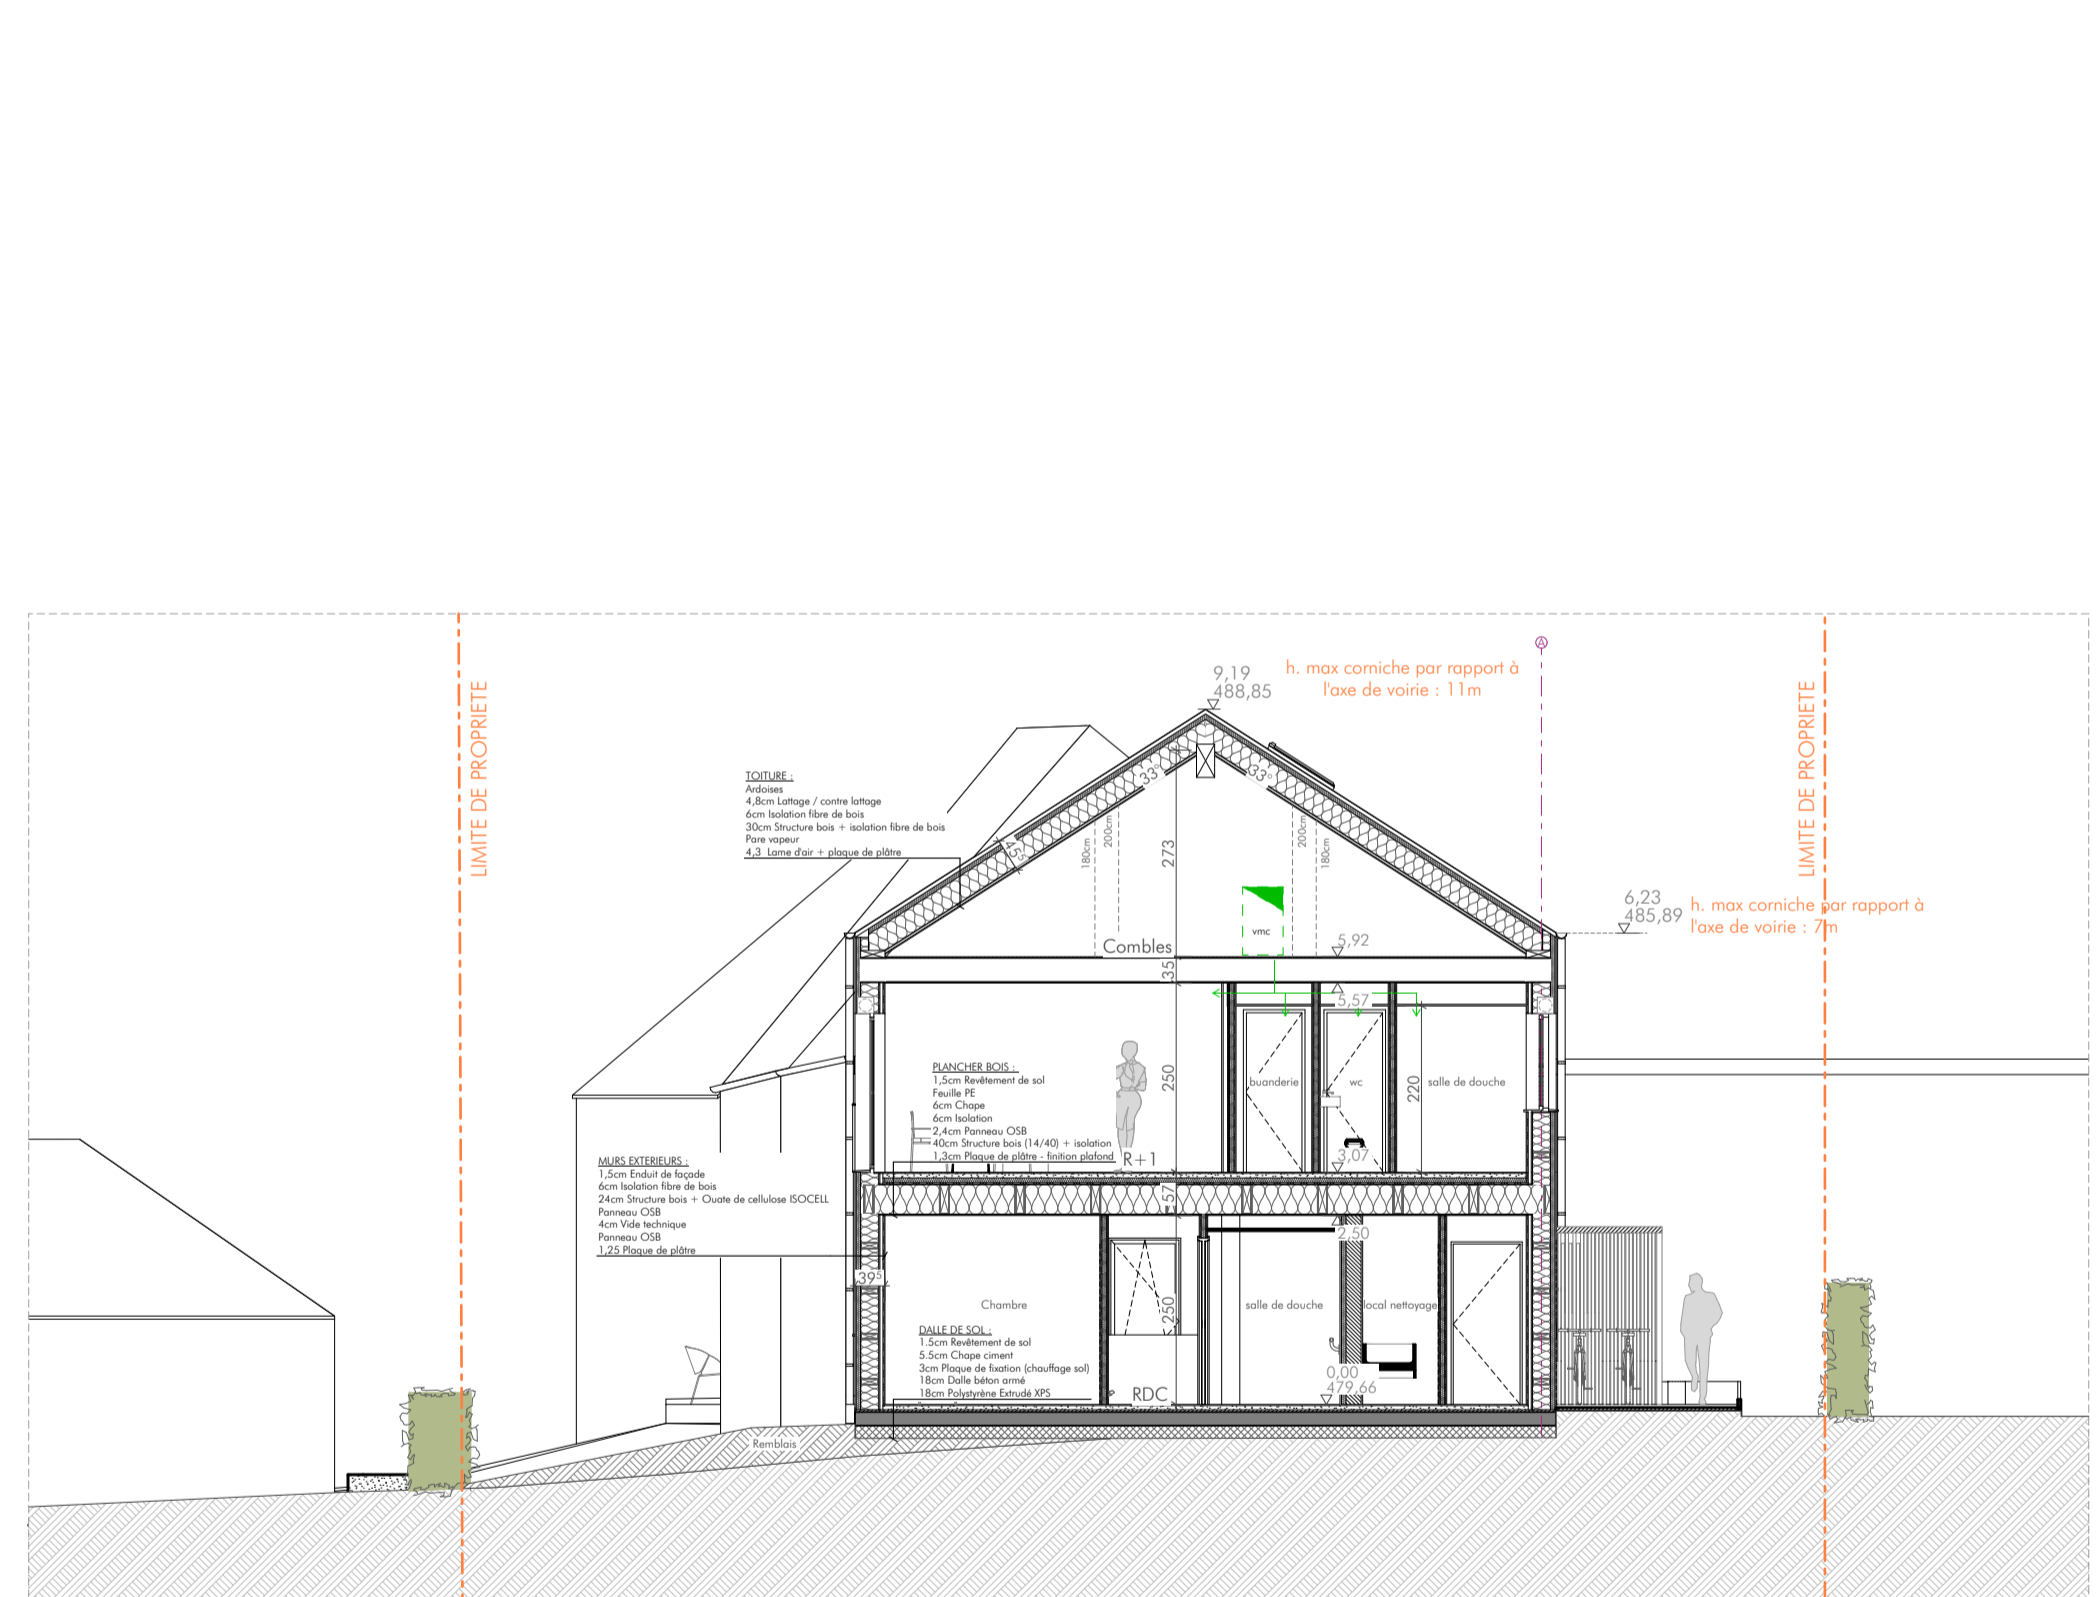 A
9,19
488,85
h. max corniche par rapport à
l'axe de voirie : 11m
LIMITE DE PROPRIETE
LIMITE DE PROPRIETE
TOITURE :
Ardoises
4,8cm Lattage / contre lattage
6cm Isolation fibre de bois
30cm Structure bois + isolation fibre de bois
Pare vapeur
4,3 Lame d'air + plaque de plâtre
33°
33°
45⁵
180cm
200cm
273
200cm
180cm
6,23
485,89
h. max corniche par rapport à
l'axe de voirie : 7m
vmc
Combles
5,92
35
5,57
PLANCHER BOIS :
1,5cm Revêtement de sol
Feuille PE
6cm Chape
6cm Isolation
2,4cm Panneau OSB
40cm Structure bois (14/40) + isolation
1,3cm Plaque de plâtre - finition plafond
R+1
250
buanderie
wc
220
salle de douche
3,07
57
MURS EXTERIEURS :
1,5cm Enduit de façade
6cm Isolation fibre de bois
24cm Structure bois + Ouate de cellulose ISOCELL
Panneau OSB
4cm Vide technique
Panneau OSB
1,25 Plaque de plâtre
2,50
39⁵
Chambre
250
salle de douche
local nettoyage
DALLE DE SOL :
1.5cm Revêtement de sol
5.5cm Chape ciment
3cm Plaque de fixation (chauffage sol)
18cm Dalle béton armé
18cm Polystyrène Extrudé XPS
RDC
0,00
479,66
Remblais